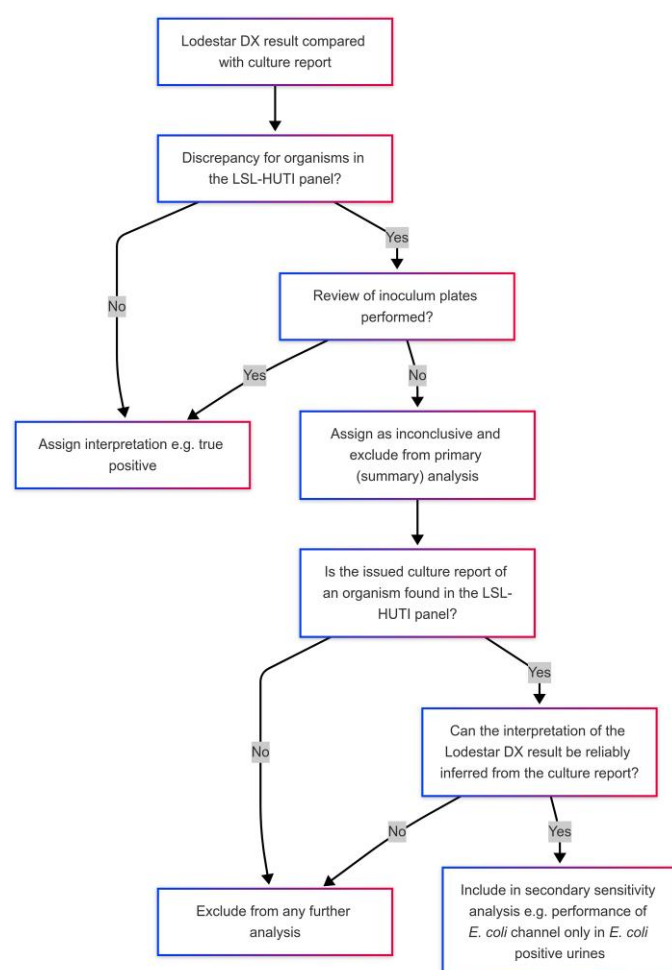 Lodestar DX result compared
with culture report
Discrepancy for organisms in
the LSL-HUTI panel?
Yes
No
Review of inoculum plates
performed?
Yes
No
Assign interpretation e.g. true
positive
Assign as inconclusive and
exclude from primary
(summary) analysis
Is the issued culture report of
an organism found in the LSL-
HUTI panel?
Yes
No
Can the interpretation of the
Lodestar DX result be reliably
inferred from the culture report?
No
Yes
Exclude from any further
analysis
Include in secondary sensitivity
analysis e.g. performance of
E. coli channel only in E. coli
positive urines